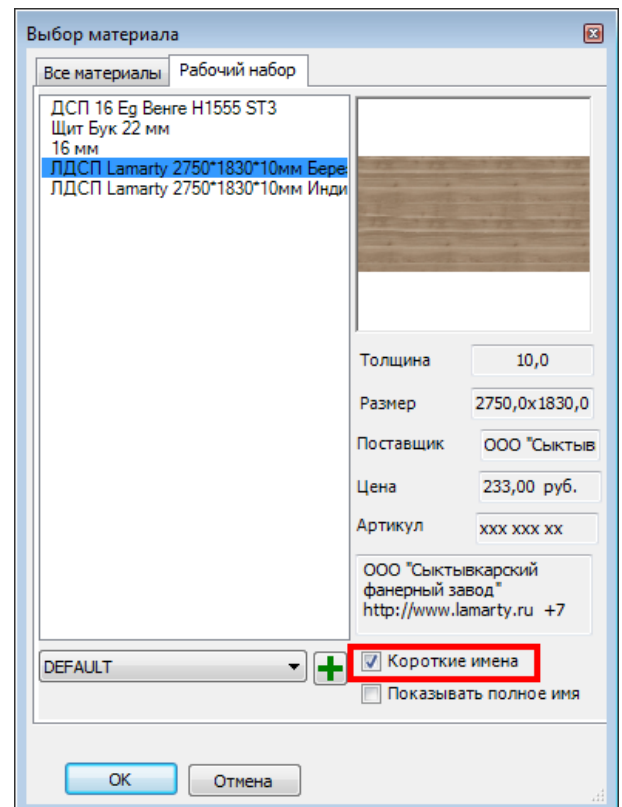 Выбор материала
Все материалы Рабочий набор
ДСП 16 Eg Венге H1555 ST3
Щит Бук 22 мм
16 мм
ЛДСП Lamarty 2750*1830*10мм Бере
ЛДСП Lamarty 2750*1830*10мм Инди
Толщина 10,0
Размер 2750,0x1830,0
Поставщик ООО "Сыктыв
Цена 233,00 руб.
Артикул xxx xxx xx
ООО "Сыктывкарский
фанерный завод"
http://www.lamarty.ru +7
DEFAULT
Короткие имена
Показывать полное имя
OK Отмена